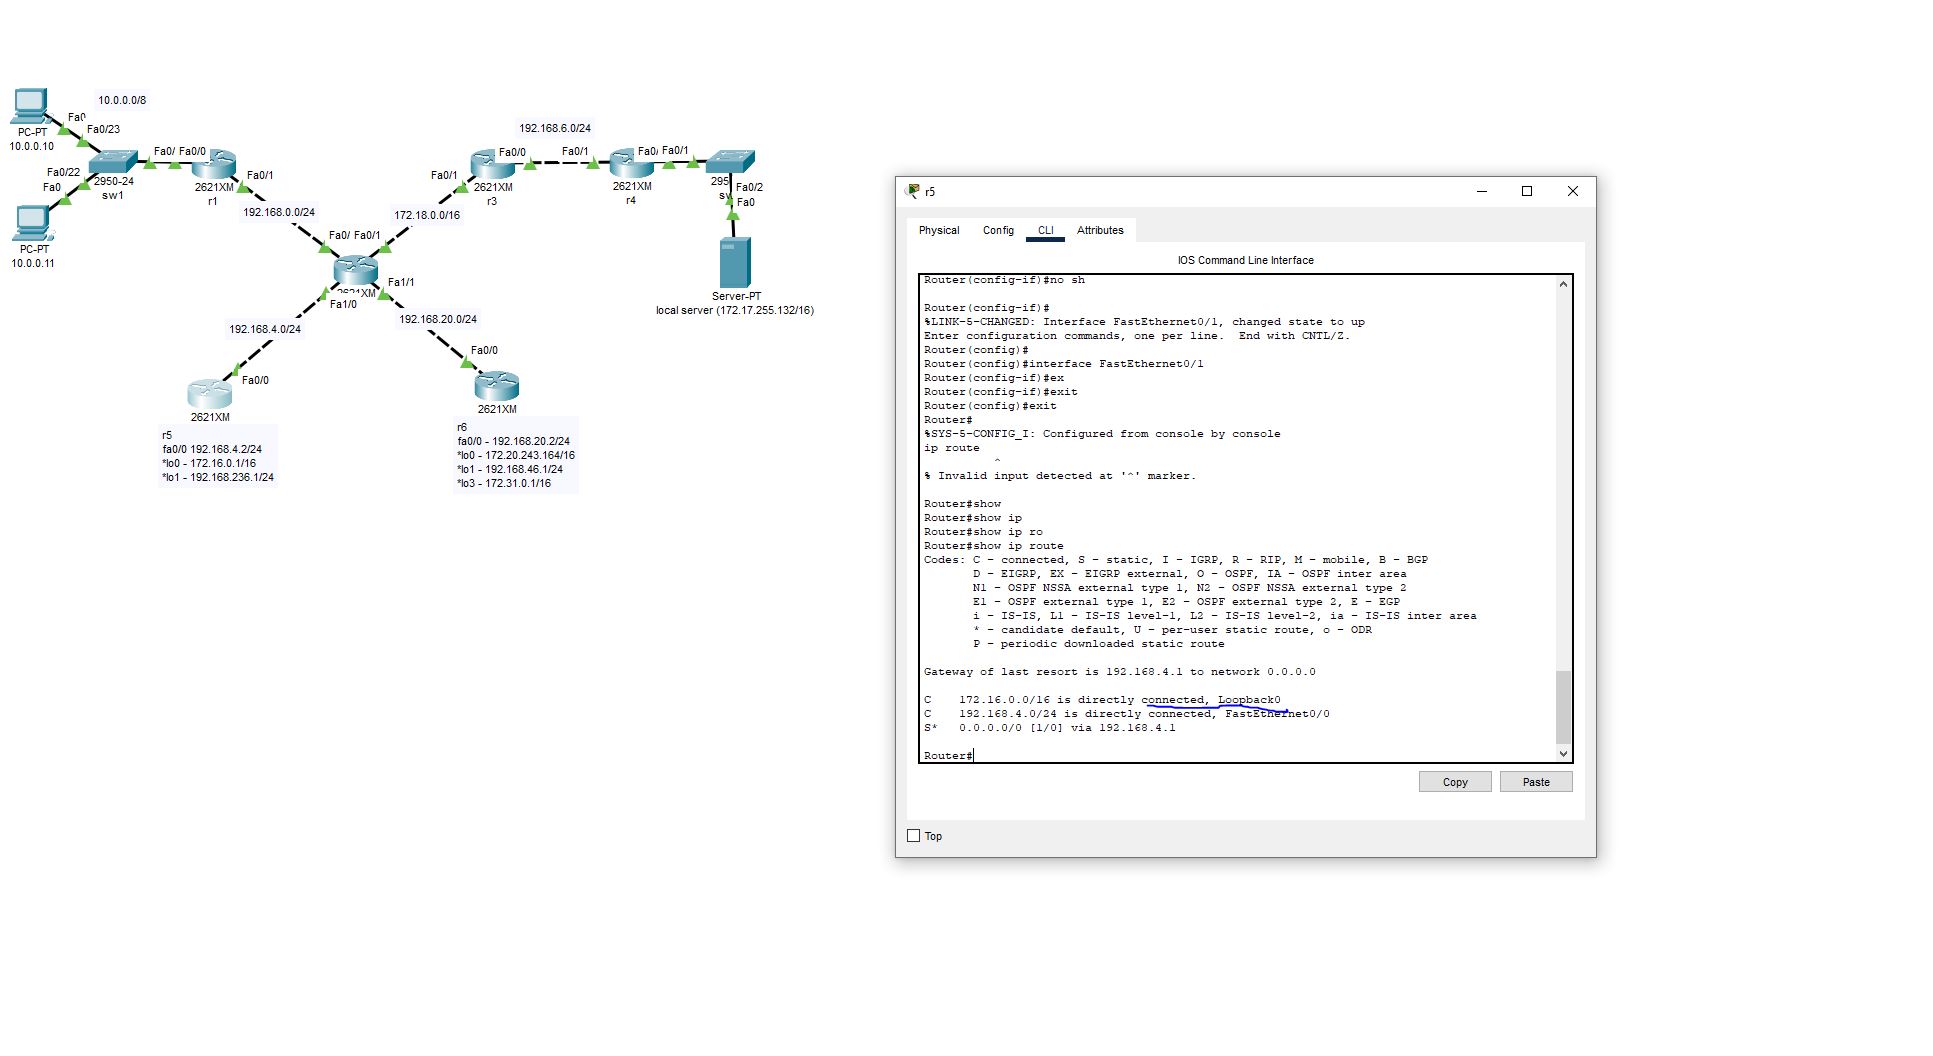 10.0.0.0/8
Fa0
PC-PT
10.0.0.10
Fa0/23
Fa0/22
Fa0
PC-PT
10.0.0.11
2950-24
sw1
Fa0/ Fa0/0
2621XM
r1
Fa0/1
192.168.0.0/24
Fa0/ Fa0/1
2621XM
Fa1/0
Fa1/1
192.168.4.0/24
Fa0/0
2621XM
r5
fa0/0 192.168.4.2/24
*lo0 - 172.16.0.1/16
*lo1 - 192.168.236.1/24
192.168.20.0/24
Fa0/0
2621XM
r6
fa0/0 - 192.168.20.2/24
*lo0 - 172.20.243.164/16
*lo1 - 192.168.46.1/24
*lo3 - 172.31.0.1/16
172.18.0.0/16
Fa0/1
Fa0/0
2621XM
r3
192.168.6.0/24
Fa0/1
2621XM
r4
Fa0/ Fa0/1
295
sw
Fa0/2
Fa0
Server-PT
local server (172.17.255.132/16)
r5
Physical Config CLI Attributes
IOS Command Line Interface
Router(config-if)#no sh
Router(config-if)#
%LINK-5-CHANGED: Interface FastEthernet0/1, changed state to up
Enter configuration commands, one per line.  End with CNTL/Z.
Router(config)#
Router(config)#interface FastEthernet0/1
Router(config-if)#ex
Router(config-if)#exit
Router(config)#exit
Router#
%SYS-5-CONFIG_I: Configured from console by console
ip route
^
% Invalid input detected at '^' marker.
Router#show
Router#show ip
Router#show ip ro
Router#show ip route
Codes: C - connected, S - static, I - IGRP, R - RIP, M - mobile, B - BGP
D - EIGRP, EX - EIGRP external, O - OSPF, IA - OSPF inter area
N1 - OSPF NSSA external type 1, N2 - OSPF NSSA external type 2
E1 - OSPF external type 1, E2 - OSPF external type 2, E - EGP
i - IS-IS, L1 - IS-IS level-1, L2 - IS-IS level-2, ia - IS-IS inter area
* - candidate default, U - per-user static route, o - ODR
P - periodic downloaded static route
Gateway of last resort is 192.168.4.1 to network 0.0.0.0
C    172.16.0.0/16 is directly connected, Loopback0
C    192.168.4.0/24 is directly connected, FastEthernet0/0
S*   0.0.0.0/0 [1/0] via 192.168.4.1
Router#
Copy Paste
Top